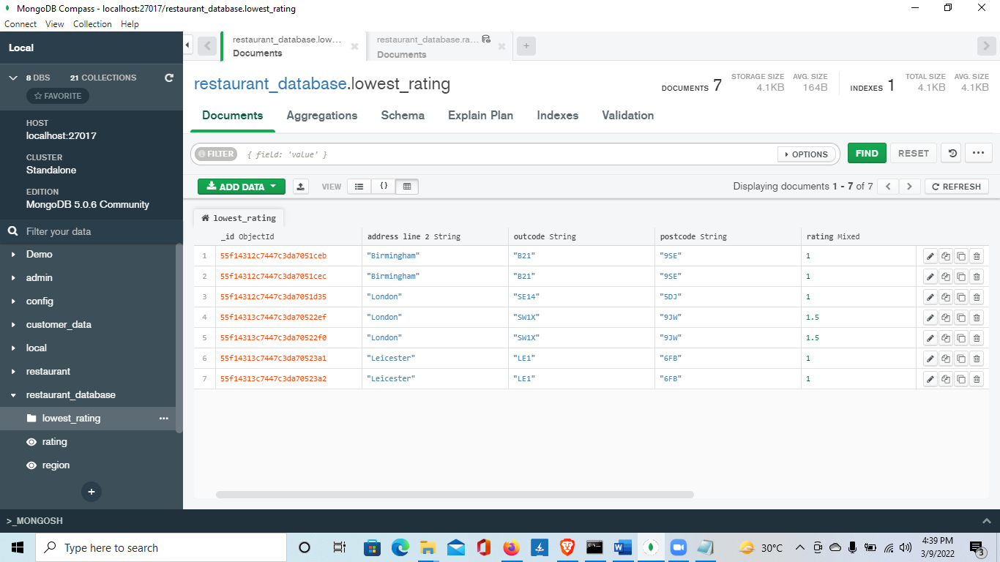 MongoDB Compass - localhost:27017/restaurant_database.lowest_rating
Connect View Collection Help
Local
restaurant_database.low...
Documents
restaurant_database.ra...
Documents
8 DBS 21 COLLECTIONS
FAVORITE
HOST
localhost:27017
CLUSTER
Standalone
EDITION
MongoDB 5.0.6 Community
Filter your data
Demo
admin
config
customer_data
local
restaurant
restaurant_database
lowest_rating
rating
region
restaurant_database.lowest_rating
DOCUMENTS 7
STORAGE SIZE
4.1KB
AVG. SIZE
164B
INDEXES 1
TOTAL SIZE
4.1KB
AVG. SIZE
4.1KB
Documents Aggregations Schema Explain Plan Indexes Validation
FILTER { field: 'value' } OPTIONS FIND RESET
ADD DATA VIEW {} Displaying documents 1 - 7 of 7 REFRESH
lowest_rating
_id ObjectId address line 2 String outcode String postcode String rating Mixed
1 55f14312c7447c3da7051ceb "Birmingham" "B21" "9SE" 1
2 55f14312c7447c3da7051cec "Birmingham" "B21" "9SE" 1
3 55f14312c7447c3da7051d35 "London" "SE14" "5DJ" 1
4 55f14313c7447c3da70522ef "London" "SW1X" "9JW" 1.5
5 55f14313c7447c3da70522f0 "London" "SW1X" "9JW" 1.5
6 55f14313c7447c3da70523a1 "Leicester" "LE1" "6FB" 1
7 55f14313c7447c3da70523a2 "Leicester" "LE1" "6FB" 1
>_MONGOSH
Type here to search
30°C
4:39 PM
3/9/2022
3